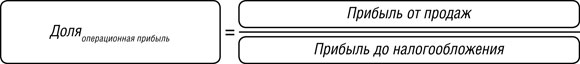 Доля операционная прибыль = Прибыль от продаж
Прибыль до налогообложения